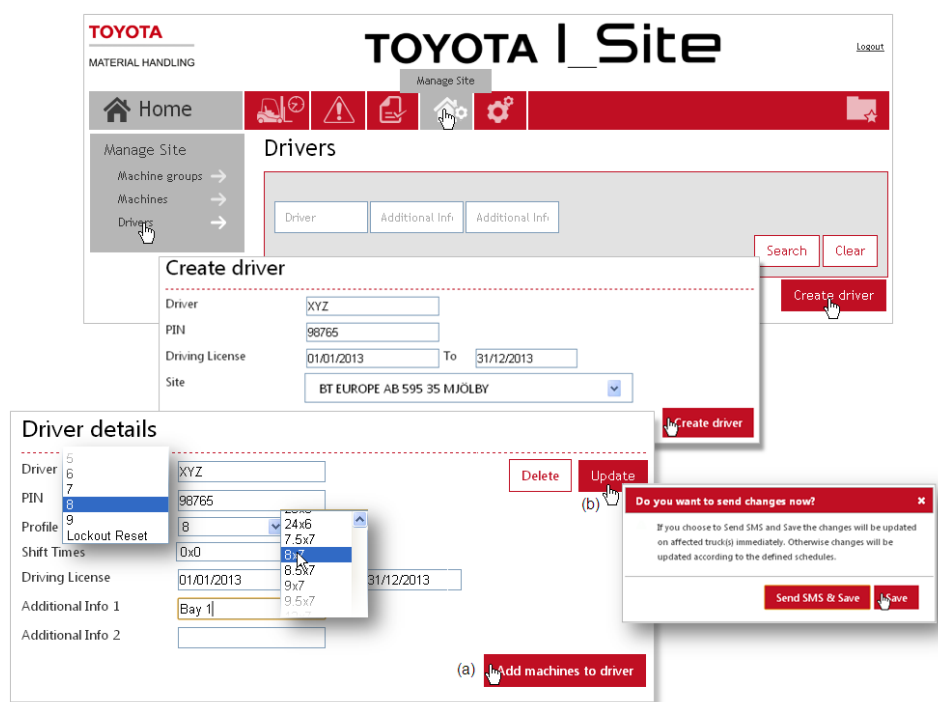 TOYOTA
MATERIAL HANDLING
TOYOTA I_Site
Logout
Manage Site
Home
Manage Site
Machine groups
Machines
Drivers
Drivers
Driver
Additional Inf
Additional Inf
Search
Clear
Create driver
Create driver
Driver
XYZ
PIN
98765
Driving License
01/01/2013
To
31/12/2013
Site
BT EUROPE AB 595 35 MJÖLBY
Create driver
Driver details
Driver
XYZ
Delete
Update
(b)
PIN
98765
Profile
8
Shift Times
0x0
Driving License
01/01/2013
31/12/2013
Additional Info 1
Bay 1
Additional Info 2
5
6
7
8
9
Lockout Reset
24x6
7.5x7
8x7
8.5x7
9x7
9.5x7
(a)
Add machines to driver
Do you want to send changes now?
If you choose to Send SMS and Save the changes will be updated
on affected truck(s) immediately. Otherwise changes will be
updated according to the defined schedules.
Send SMS & Save
Save